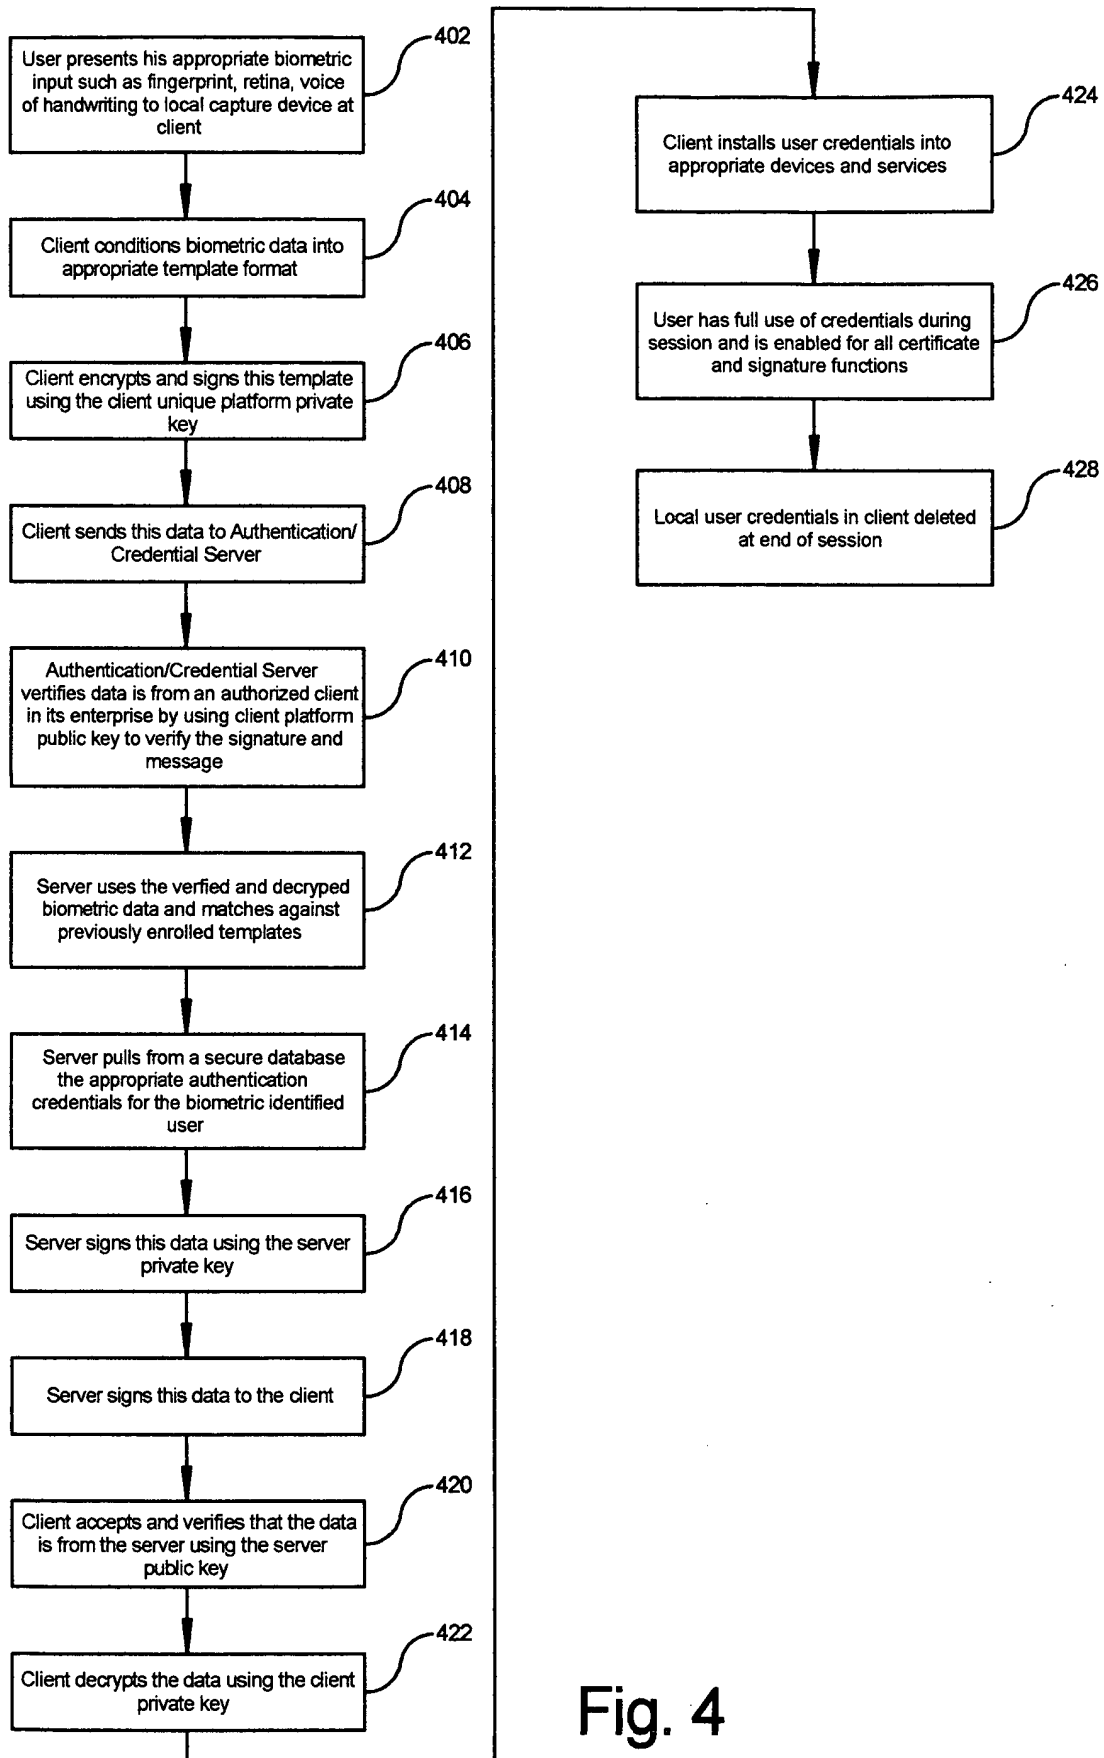 402
User presents his appropriate biometric
input such as fingerprint, retina, voice
of handwriting to local capture device at
client
404
Client conditions biometric data into
appropriate template format
406
Client encrypts and signs this template
using the client unique platform private
key
408
Client sends this data to Authentication/
Credential Server
410
Authentication/Credential Server
vertifies data is from an authorized client
in its enterprise by using client platform
public key to verify the signature and
message
412
Server uses the verfied and decryped
biometric data and matches against
previously enrolled templates
414
Server pulls from a secure database
the appropriate authentication
credentials for the biometric identified
user
416
Server signs this data using the server
private key
418
Server signs this data to the client
420
Client accepts and verifies that the data
is from the server using the server
public key
422
Client decrypts the data using the client
private key
424
Client installs user credentials into
appropriate devices and services
426
User has full use of credentials during
session and is enabled for all certificate
and signature functions
428
Local user credentials in client deleted
at end of session
Fig. 4